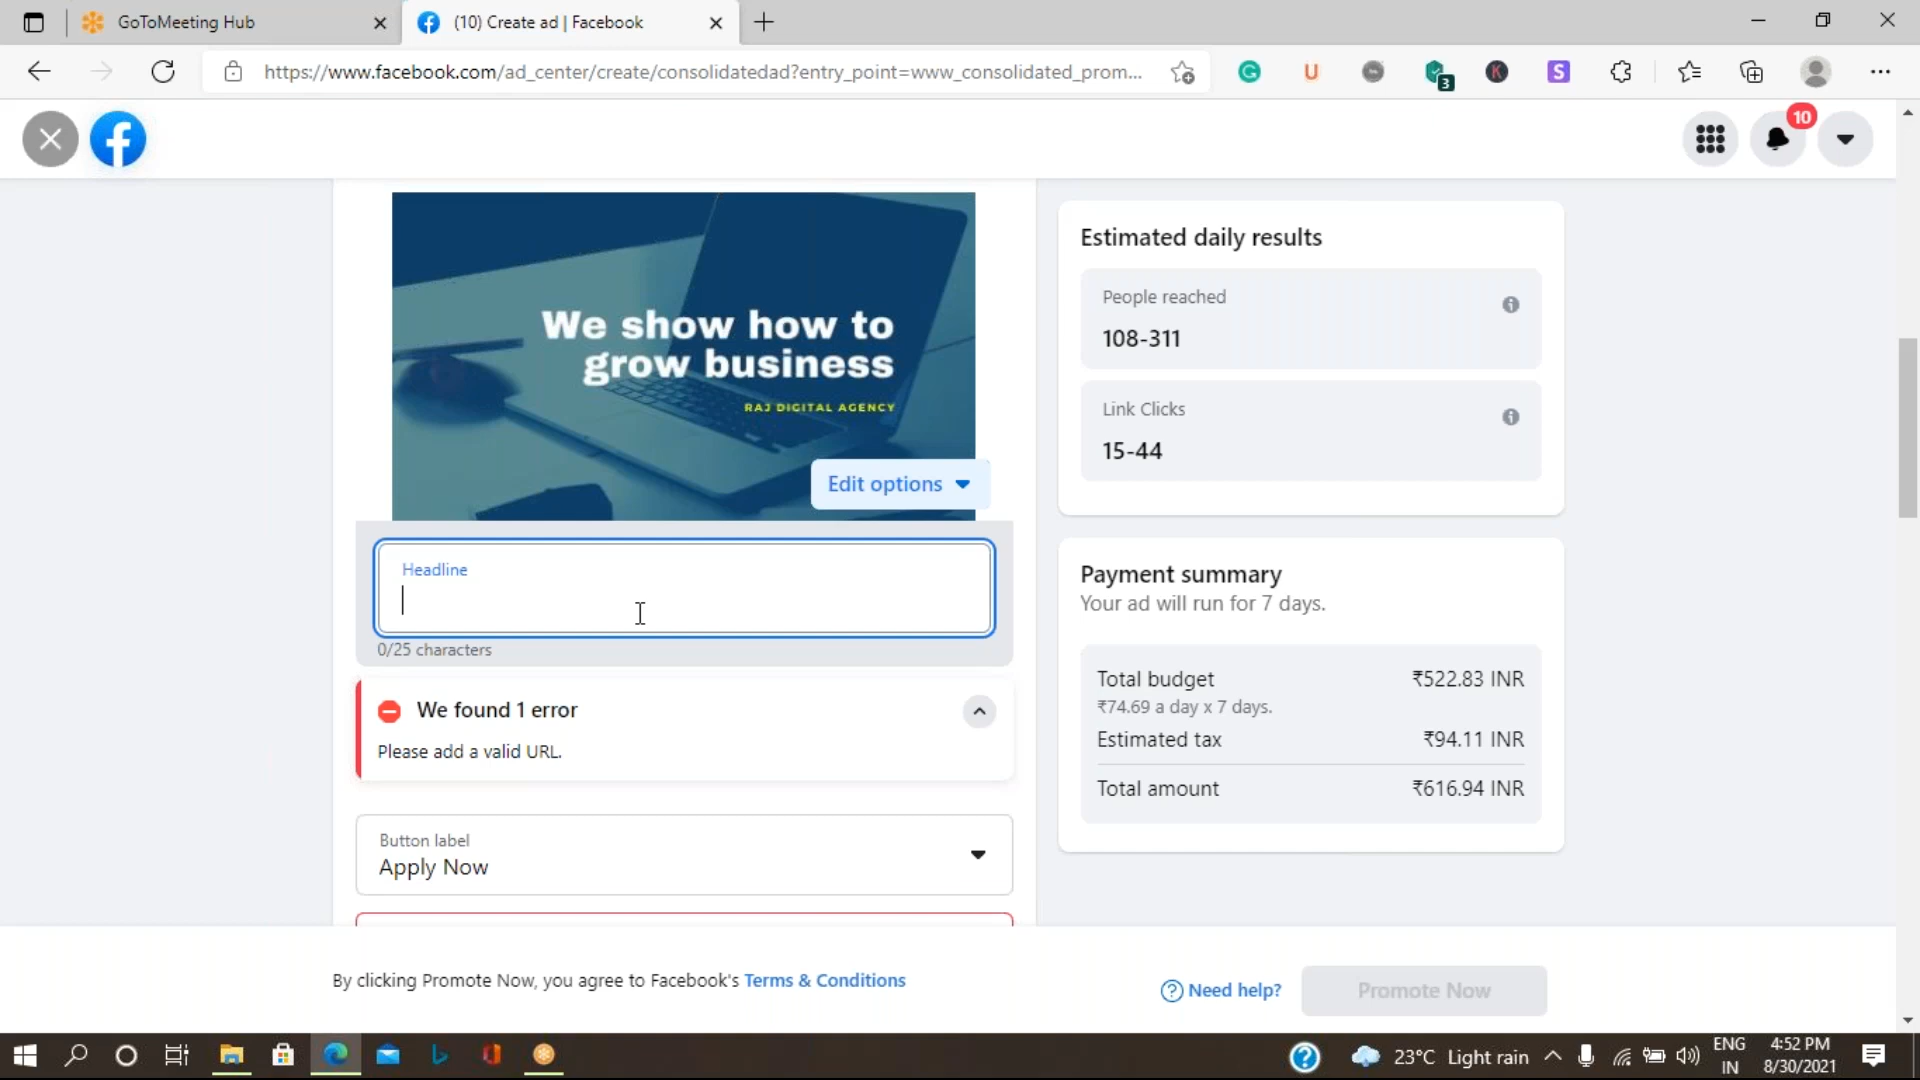 GoToMeeting Hub
(10) Create ad | Facebook
https://www.facebook.com/ad_center/create/consolidatedad?entry_point=www_consolidated_prom...
3
10
We show how to
grow business
RAJ DIGITAL AGENCY
Edit options
Headline
0/25 characters
We found 1 error
Please add a valid URL.
Button label
Apply Now
Estimated daily results
People reached
108-311
Link Clicks
15-44
Payment summary
Your ad will run for 7 days.
Total budget ₹522.83 INR
₹74.69 a day x 7 days.
Estimated tax ₹94.11 INR
Total amount ₹616.94 INR
By clicking Promote Now, you agree to Facebook's Terms & Conditions
Need help?
Promote Now
23°C Light rain
ENG
IN
4:52 PM
8/30/2021